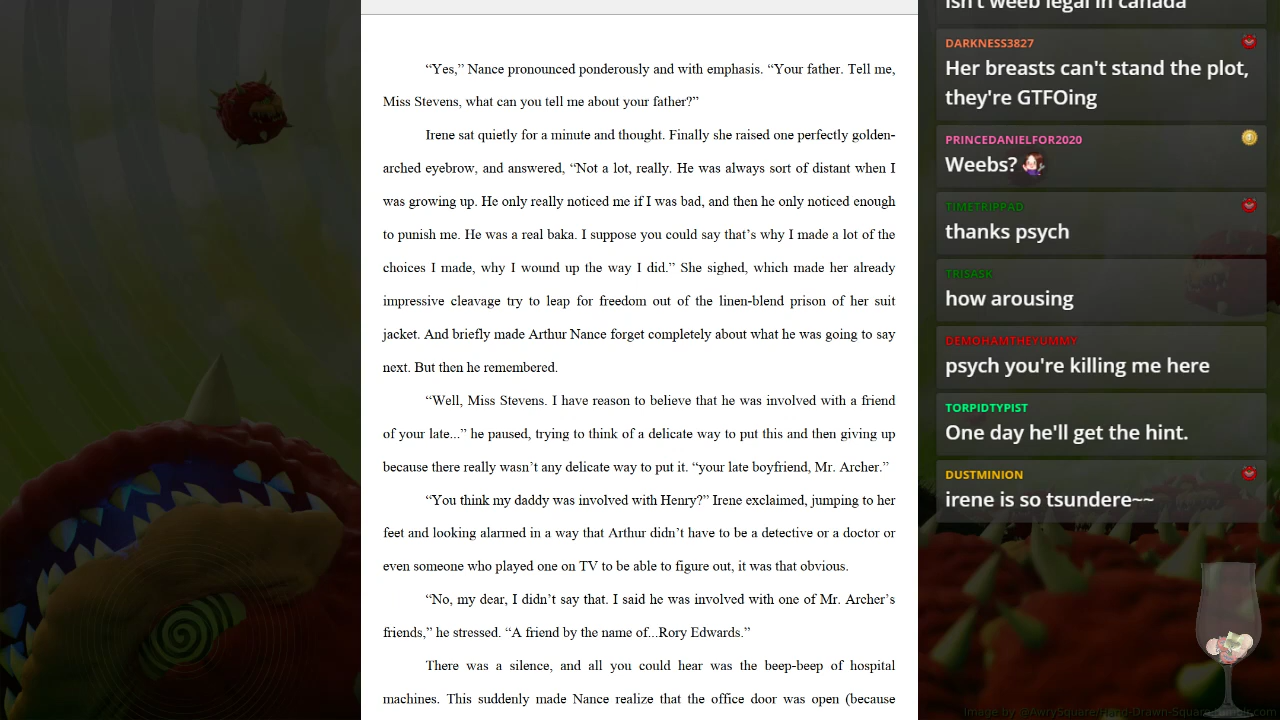 “Yes,” Nance pronounced ponderously and with emphasis. “Your father. Tell me,
Miss Stevens, what can you tell me about your father?”
Irene sat quietly for a minute and thought. Finally she raised one perfectly golden-
arched eyebrow, and answered, “Not a lot, really. He was always sort of distant when I
was growing up. He only really noticed me if I was bad, and then he only noticed enough
to punish me. He was a real baka. I suppose you could say that’s why I made a lot of the
choices I made, why I wound up the way I did.” She sighed, which made her already
impressive cleavage try to leap for freedom out of the linen-blend prison of her suit
jacket. And briefly made Arthur Nance forget completely about what he was going to say
next. But then he remembered.
“Well, Miss Stevens. I have reason to believe that he was involved with a friend
of your late...” he paused, trying to think of a delicate way to put this and then giving up
because there really wasn’t any delicate way to put it. “your late boyfriend, Mr. Archer.”
“You think my daddy was involved with Henry?” Irene exclaimed, jumping to her
feet and looking alarmed in a way that Arthur didn’t have to be a detective or a doctor or
even someone who played one on TV to be able to figure out, it was that obvious.
“No, my dear, I didn’t say that. I said he was involved with one of Mr. Archer’s
friends,” he stressed. “A friend by the name of...Rory Edwards.”
There was a silence, and all you could hear was the beep-beep of hospital
machines. This suddenly made Nance realize that the office door was open (because
isn't weeb legal in canada
DARKNESS3827
Her breasts can't stand the plot,
they're GTFOing
PRINCEDANIELFOR2020
Weebs?
TIMETRIPPAD
thanks psych
TRISASK
how arousing
DEMOHAMTHEYUMMY
psych you're killing me here
TORPIDTYPIST
One day he'll get the hint.
DUSTMINION
irene is so tsundere~~